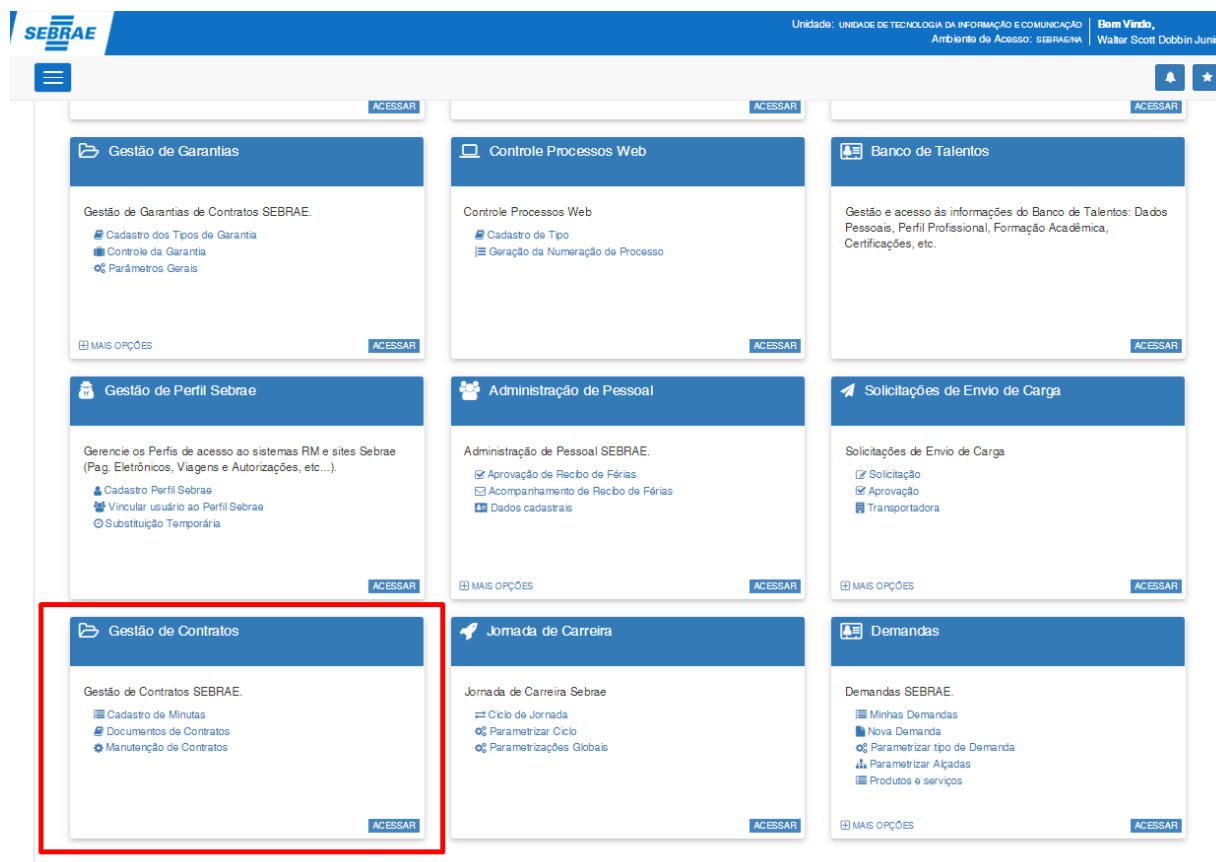 SEBRAE
Unidade: UNIDADE DE TECNOLOGIA DA INFORMAÇÃO E COMUNICAÇÃO
Ambiente de Acesso: SEBRAE/NA
Bem Vindo,
Walter Scott Dobbin Juni
ACESSAR
ACESSAR
ACESSAR
Gestão de Garantias
Gestão de Garantias de Contratos SEBRAE.
Cadastro dos Tipos de Garantia
Controle da Garantia
Parâmetros Gerais
MAIS OPÇÕES
ACESSAR
Controle Processos Web
Controle Processos Web
Cadastro de Tipo
Geração da Numeração de Processo
ACESSAR
Banco de Talentos
Gestão e acesso às informações do Banco de Talentos: Dados
Pessoais, Perfil Profissional, Formação Acadêmica,
Certificações, etc.
ACESSAR
Gestão de Perfil Sebrae
Gerencie os Perfis de acesso ao sistemas RM e sites Sebrae
(Pag. Eletrônicos, Viagens e Autorizações, etc...).
Cadastro Perfil Sebrae
Vincular usuário ao Perfil Sebrae
Substituição Temporária
ACESSAR
Administração de Pessoal
Administração de Pessoal SEBRAE.
Aprovação de Recibo de Férias
Acompanhamento de Recibo de Férias
Dados cadastrais
MAIS OPÇÕES
ACESSAR
Solicitações de Envio de Carga
Solicitações de Envio de Carga
Solicitação
Aprovação
Transportadora
MAIS OPÇÕES
ACESSAR
Gestão de Contratos
Gestão de Contratos SEBRAE.
Cadastro de Minutas
Documentos de Contratos
Manutenção de Contratos
ACESSAR
Jornada de Carreira
Jornada de Carreira Sebrae
Ciclo de Jornada
Parametrizar Ciclo
Parametrizações Globais
ACESSAR
Demandas
Demandas SEBRAE.
Minhas Demandas
Nova Demanda
Parametrizar tipo de Demanda
Parametrizar Alçadas
Produtos e serviços
MAIS OPÇÕES
ACESSAR